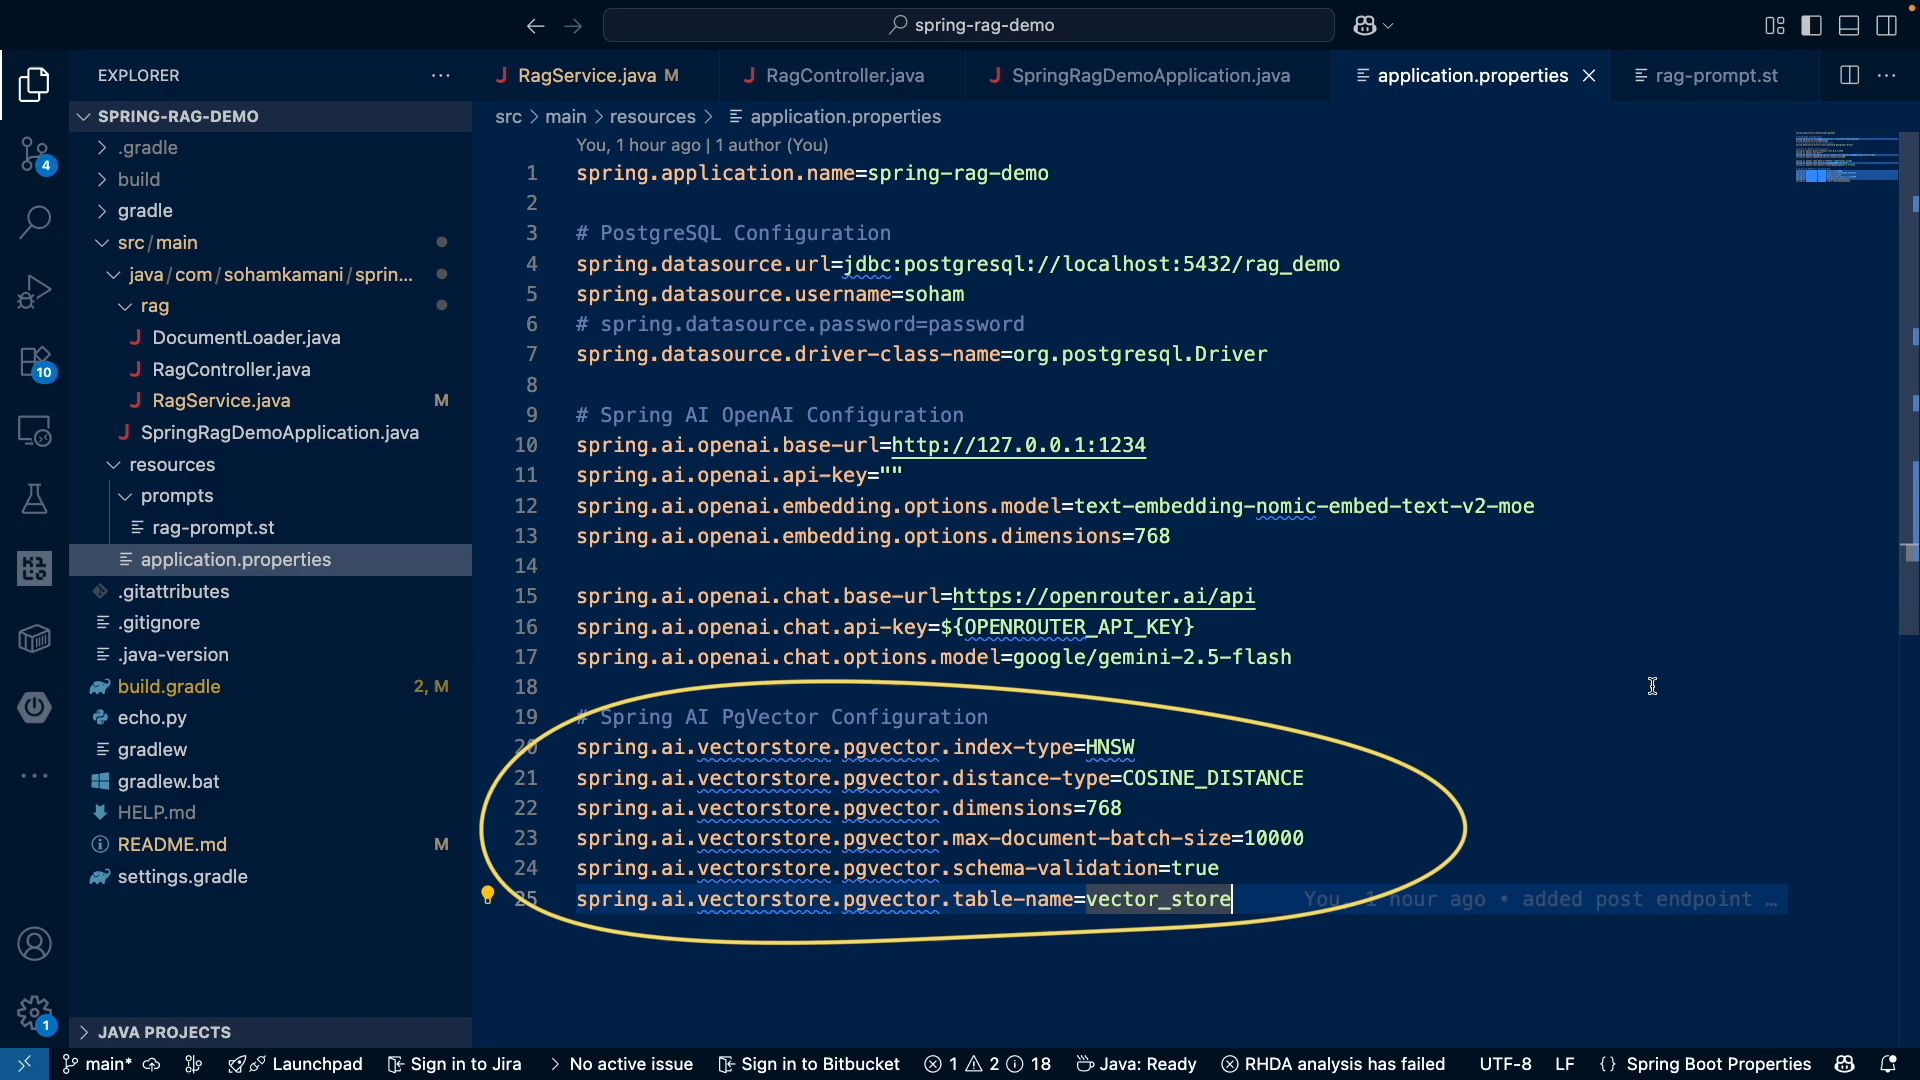 spring-rag-demo
EXPLORER
RagService.java M
RagController.java
SpringRagDemoApplication.java
application.properties
rag-prompt.st
SPRING-RAG-DEMO
.gradle
build
gradle
src/main
java/com/sohamkamani/sprin...
rag
DocumentLoader.java
RagController.java
RagService.java M
SpringRagDemoApplication.java
resources
prompts
rag-prompt.st
application.properties
.gitattributes
.gitignore
.java-version
build.gradle 2, M
echo.py
gradlew
gradlew.bat
HELP.md
README.md M
settings.gradle
JAVA PROJECTS
4
10
1
src > main > resources > application.properties
You, 1 hour ago | 1 author (You)
1 spring.application.name=spring-rag-demo
2
3 # PostgreSQL Configuration
4 spring.datasource.url=jdbc:postgresql://localhost:5432/rag_demo
5 spring.datasource.username=soham
6 # spring.datasource.password=password
7 spring.datasource.driver-class-name=org.postgresql.Driver
8
9 # Spring AI OpenAI Configuration
10 spring.ai.openai.base-url=http://127.0.0.1:1234
11 spring.ai.openai.api-key=""
12 spring.ai.openai.embedding.options.model=text-embedding-nomic-embed-text-v2-moe
13 spring.ai.openai.embedding.options.dimensions=768
14
15 spring.ai.openai.chat.base-url=https://openrouter.ai/api
16 spring.ai.openai.chat.api-key=${OPENROUTER_API_KEY}
17 spring.ai.openai.chat.options.model=google/gemini-2.5-flash
18
19 # Spring AI PgVector Configuration
20 spring.ai.vectorstore.pgvector.index-type=HNSW
21 spring.ai.vectorstore.pgvector.distance-type=COSINE_DISTANCE
22 spring.ai.vectorstore.pgvector.dimensions=768
23 spring.ai.vectorstore.pgvector.max-document-batch-size=10000
24 spring.ai.vectorstore.pgvector.schema-validation=true
25 spring.ai.vectorstore.pgvector.table-name=vector_store You, 1 hour ago • added post endpoint …
main* Launchpad Sign in to Jira > No active issue Sign in to Bitbucket 1 2 18 Java: Ready RHDA analysis has failed UTF-8 LF {} Spring Boot Properties